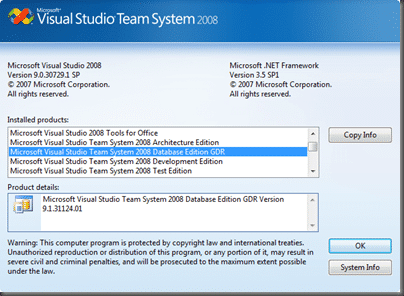 Microsoft®
Visual Studio Team System 2008
Microsoft Visual Studio 2008
Version 9.0.30729.1 SP
© 2007 Microsoft Corporation.
All rights reserved.
Microsoft .NET Framework
Version 3.5 SP1
© 2007 Microsoft Corporation.
All rights reserved.
Installed products:
Microsoft Visual Studio 2008 Tools for Office
Microsoft Visual Studio Team System 2008 Architecture Edition
Microsoft Visual Studio Team System 2008 Database Edition GDR
Microsoft Visual Studio Team System 2008 Development Edition
Microsoft Visual Studio Team System 2008 Test Edition
Copy Info
Product details:
Microsoft Visual Studio Team System 2008 Database Edition GDR Version
9.1.31124.01
Warning: This computer program is protected by copyright law and international treaties.
Unauthorized reproduction or distribution of this program, or any portion of it, may result in
severe civil and criminal penalties, and will be prosecuted to the maximum extent possible
under the law.
OK
System Info